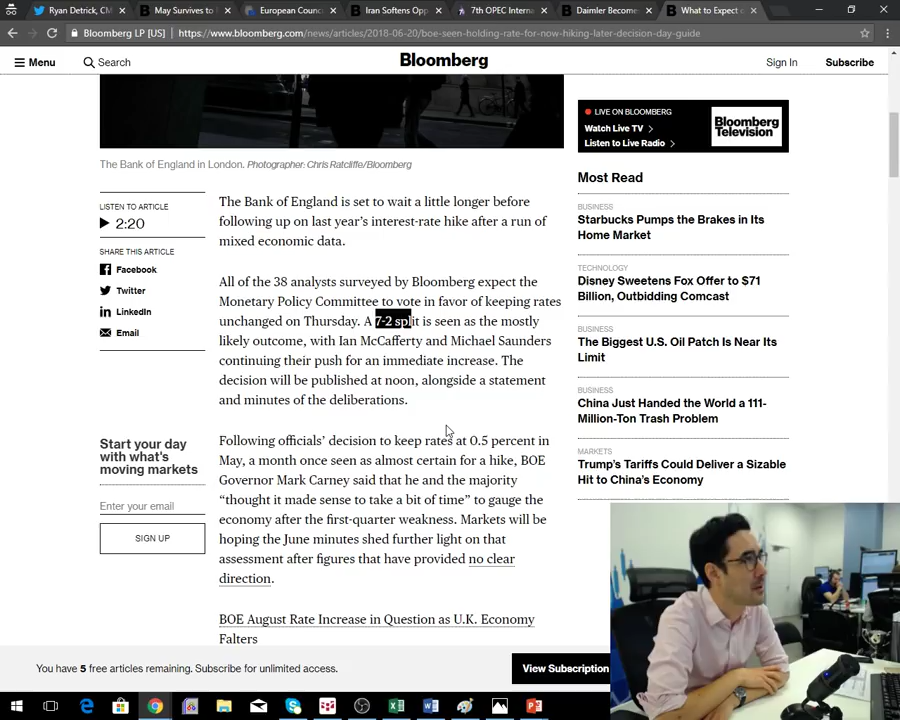 Ryan Detrick, CM
May Survives to
European Counc
Iran Softens Opp
7th OPEC Interna
Daimler Become
What to Expect
Bloomberg LP [US]
https://www.bloomberg.com/news/articles/2018-06-20/boe-seen-holding-rate-for-now-hiking-later-decision-day-guide
Menu
Search
Bloomberg
Sign In
Subscribe
The Bank of England in London. Photographer: Chris Ratcliffe/Bloomberg
LISTEN TO ARTICLE
2:20
SHARE THIS ARTICLE
Facebook
Twitter
LinkedIn
Email
Start your day
with what's
moving markets
Enter your email
SIGN UP
The Bank of England is set to wait a little longer before
following up on last year's interest-rate hike after a run of
mixed economic data.
All of the 38 analysts surveyed by Bloomberg expect the
Monetary Policy Committee to vote in favor of keeping rates
unchanged on Thursday. A 7-2 split is seen as the mostly
likely outcome, with Ian McCafferty and Michael Saunders
continuing their push for an immediate increase. The
decision will be published at noon, alongside a statement
and minutes of the deliberations.
Following officials' decision to keep rates at 0.5 percent in
May, a month once seen as almost certain for a hike, BOE
Governor Mark Carney said that he and the majority
“thought it made sense to take a bit of time” to gauge the
economy after the first-quarter weakness. Markets will be
hoping the June minutes shed further light on that
assessment after figures that have provided no clear
direction.
BOE August Rate Increase in Question as U.K. Economy
Falters
LIVE ON BLOOMBERG
Watch Live TV
Listen to Live Radio
Bloomberg
Television
Most Read
BUSINESS
Starbucks Pumps the Brakes in Its
Home Market
TECHNOLOGY
Disney Sweetens Fox Offer to $71
Billion, Outbidding Comcast
BUSINESS
The Biggest U.S. Oil Patch Is Near Its
Limit
BUSINESS
China Just Handed the World a 111-
Million-Ton Trash Problem
MARKETS
Trump's Tariffs Could Deliver a Sizable
Hit to China's Economy
You have 5 free articles remaining. Subscribe for unlimited access.
View Subscription